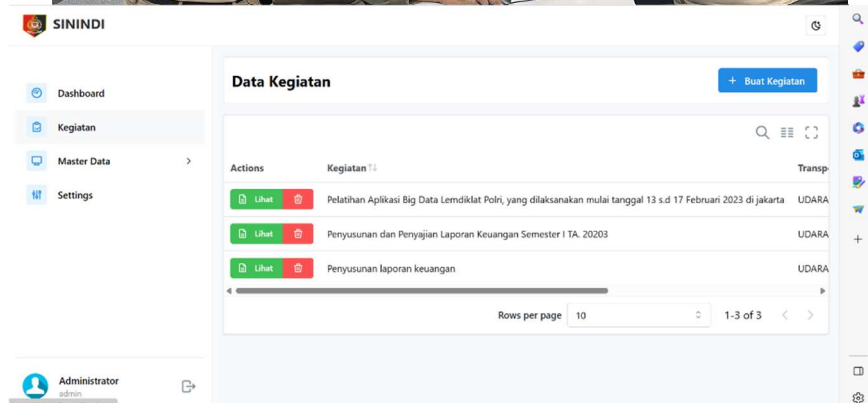 SININDI
Dashboard
Kegiatan
Master Data
Settings
Administrator
admin
Data Kegiatan
+ Buat Kegiatan
Actions Kegiatan Transp
Lihat Pelatihan Aplikasi Big Data Lemdiklat Polri, yang dilaksanakan mulai tanggal 13 s.d 17 Februari 2023 di jakarta UDARA
Lihat Penyusunan dan Penyajian Laporan Keuangan Semester I TA. 20203 UDARA
Lihat Penyusunan laporan keuangan UDARA
Rows per page 10 1-3 of 3